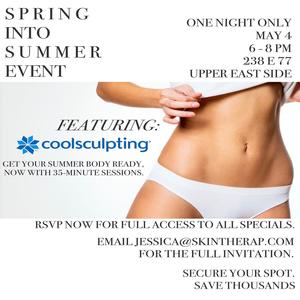 SPRING
INTO
SUMMER
EVENT
ONE NIGHT ONLY
MAY 4
6 - 8 PM
238 E 77
UPPER EAST SIDE
FEATURING:
coolsculpting®
GET YOUR SUMMER BODY READY,
NOW WITH 35-MINUTE SESSIONS.
RSVP NOW FOR FULL ACCESS TO ALL SPECIALS.
EMAIL JESSICA@SKINTHERAP.COM
FOR THE FULL INVITATION.
SECURE YOUR SPOT.
SAVE THOUSANDS